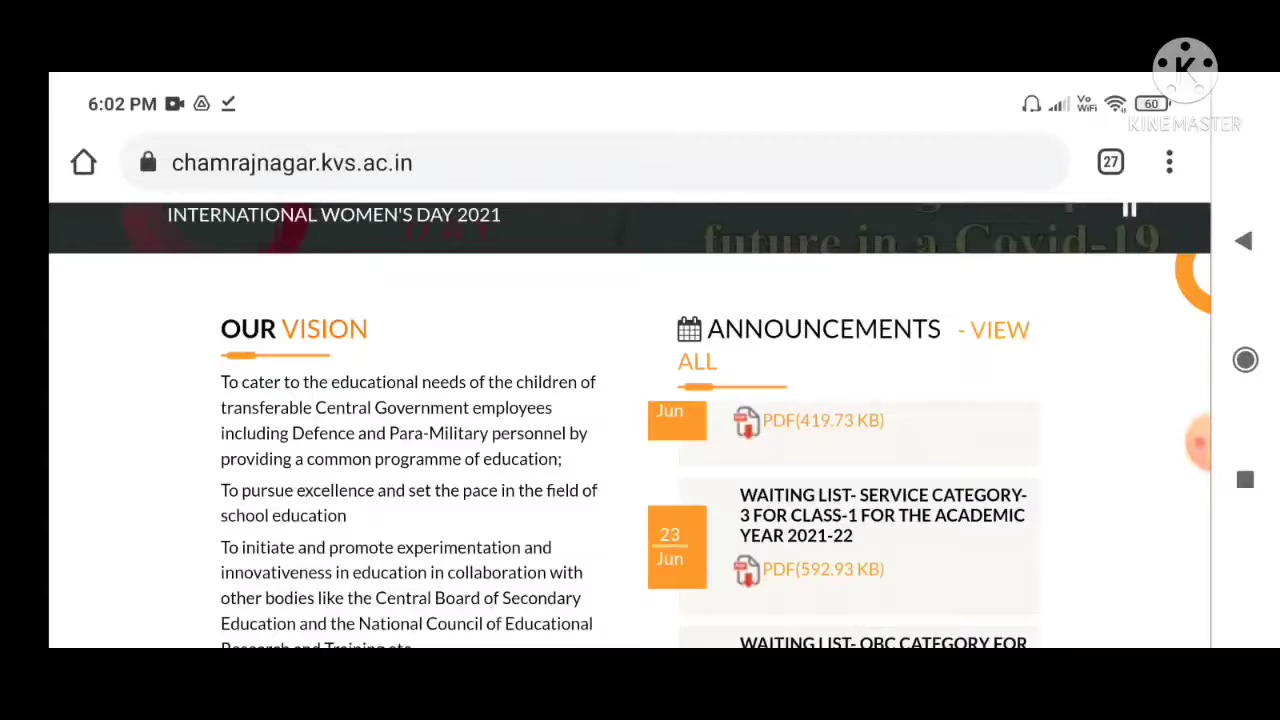 6:02 PM
Vo
WiFi
60
KINEMASTER
chamrajnagar.kvs.ac.in
27
INTERNATIONAL WOMEN'S DAY 2021
future in a Covid-19
OUR VISION
To cater to the educational needs of the children of
transferable Central Government employees
including Defence and Para-Military personnel by
providing a common programme of education;
To pursue excellence and set the pace in the field of
school education
To initiate and promote experimentation and
innovativeness in education in collaboration with
other bodies like the Central Board of Secondary
Education and the National Council of Educational
Research and Training etc.
ANNOUNCEMENTS - VIEW
ALL
Jun
PDF(419.73 KB)
23
Jun
WAITING LIST- SERVICE CATEGORY-
3 FOR CLASS-1 FOR THE ACADEMIC
YEAR 2021-22
PDF(592.93 KB)
WAITING LIST- OBC CATEGORY FOR